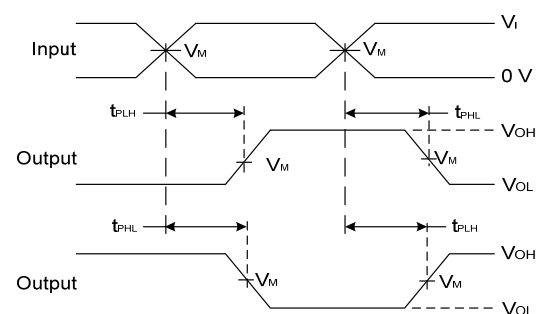 VI
Input VM VM
0 V
tPLH tPHL
VOH
Output VM VM
VOL
tPHL tPLH
VOH
Output VM VM
VOL